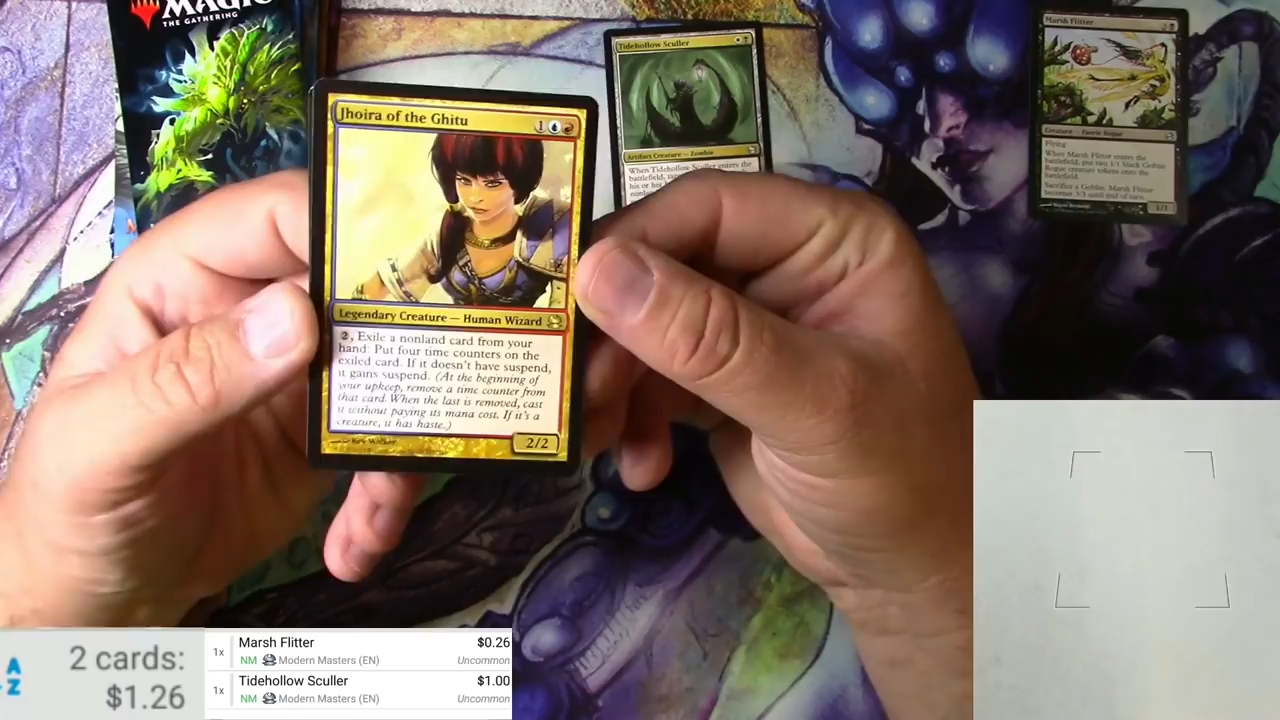 MAGIC
THE GATHERING
Jhoira of the Ghitu
1
Legendary Creature — Human Wizard
2, Exile a nonland card from your
hand: Put four time counters on the
exiled card. If it doesn't have suspend,
it gains suspend. (At the beginning of
your upkeep, remove a time counter from
that card. When the last is removed, cast
it without paying its mana cost. If it's a
creature, it has haste.)
Kev Walker
2/2
Tidehollow Sculler
Artifact Creature — Zombie
When Tidehollow Sculler enters the
battlefield,
his or her
Marsh Flitter
Creature — Faerie Rogue
Flying
When Marsh Flitter enters the
battlefield, put two 1/1 black Goblin
Rogue creature tokens onto the
battlefield.
Sacrifice a Goblin: Marsh Flitter
becomes 3/3 until end of turn.
1/1
A
Z
2 cards:
$1.26
1x Marsh Flitter $0.26
NM Modern Masters (EN) Uncommon
1x Tidehollow Sculler $1.00
NM Modern Masters (EN) Uncommon